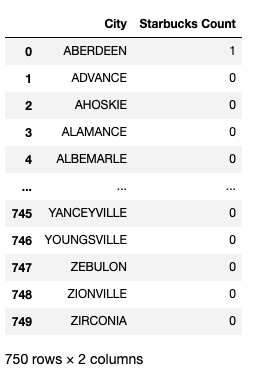 City Starbucks Count
0 ABERDEEN 1
1 ADVANCE 0
2 AHOSKIE 0
3 ALAMANCE 0
4 ALBEMARLE 0
... ... ...
745 YANCEYVILLE 0
746 YOUNGSVILLE 0
747 ZEBULON 0
748 ZIONVILLE 0
749 ZIRCONIA 0
750 rows × 2 columns